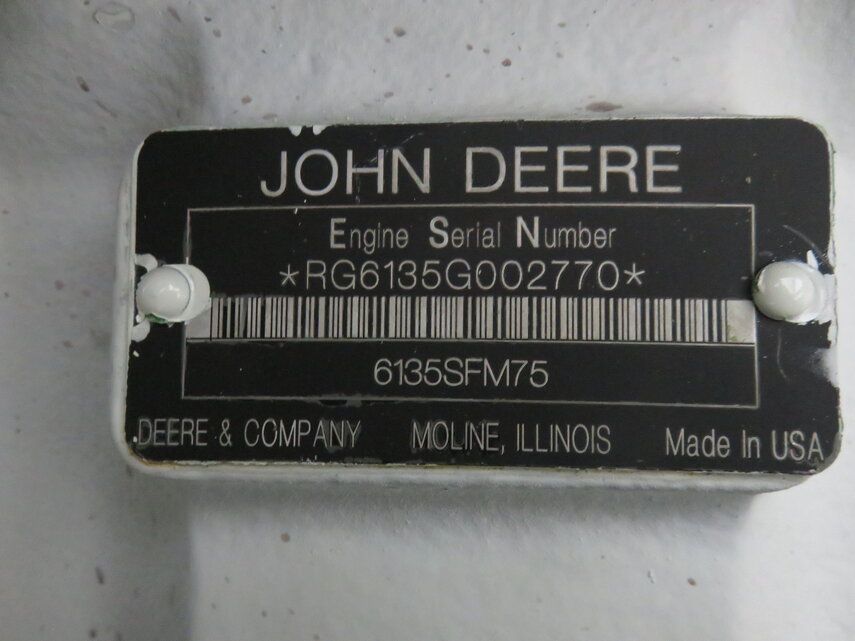 JOHN DEERE
Engine Serial Number
*RG6135G002770*
6135SFM75
DEERE & COMPANY MOLINE, ILLINOIS Made In USA